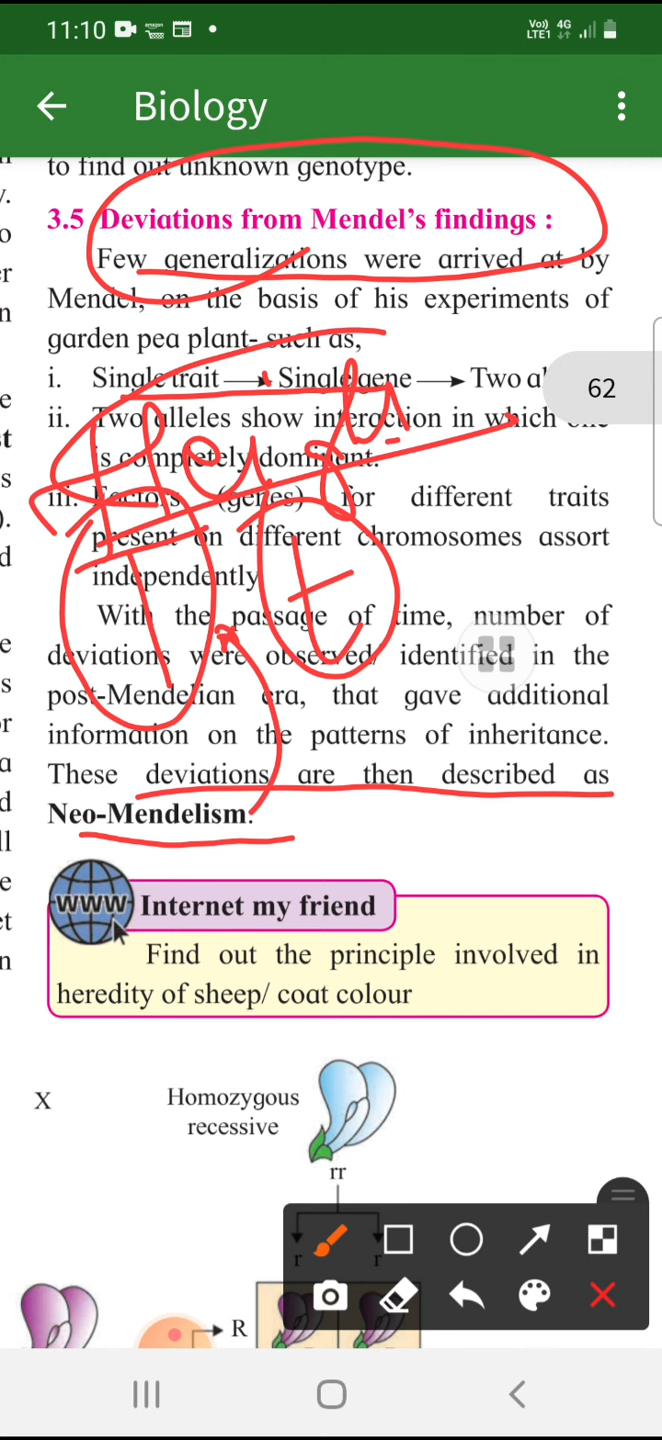 11:10
Vo)) 4G
LTE1
Biology
to find out unknown genotype.
3.5 Deviations from Mendel's findings :
Few generalizations were arrived at by
Mendel, on the basis of his experiments of
garden pea plant- such as,
i. Single trait → Single gene → Two
62
ii. Two alleles show interaction in which
is completely dominant.
iii. Factors (genes) for different traits
present on different chromosomes assort
independently
With the passage of time, number of
deviations were observed/ identified in the
post-Mendelian era, that gave additional
information on the patterns of inheritance.
These deviations are then described as
Neo-Mendelism.
T
t
www Internet my friend
Find out the principle involved in
heredity of sheep/ coat colour
X
Homozygous
recessive
rr
r r
R